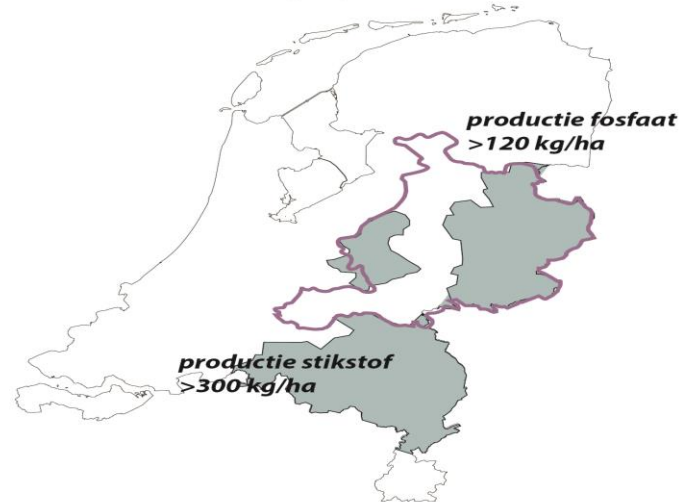 productie fosfaat
>120 kg/ha
productie stikstof
>300 kg/ha